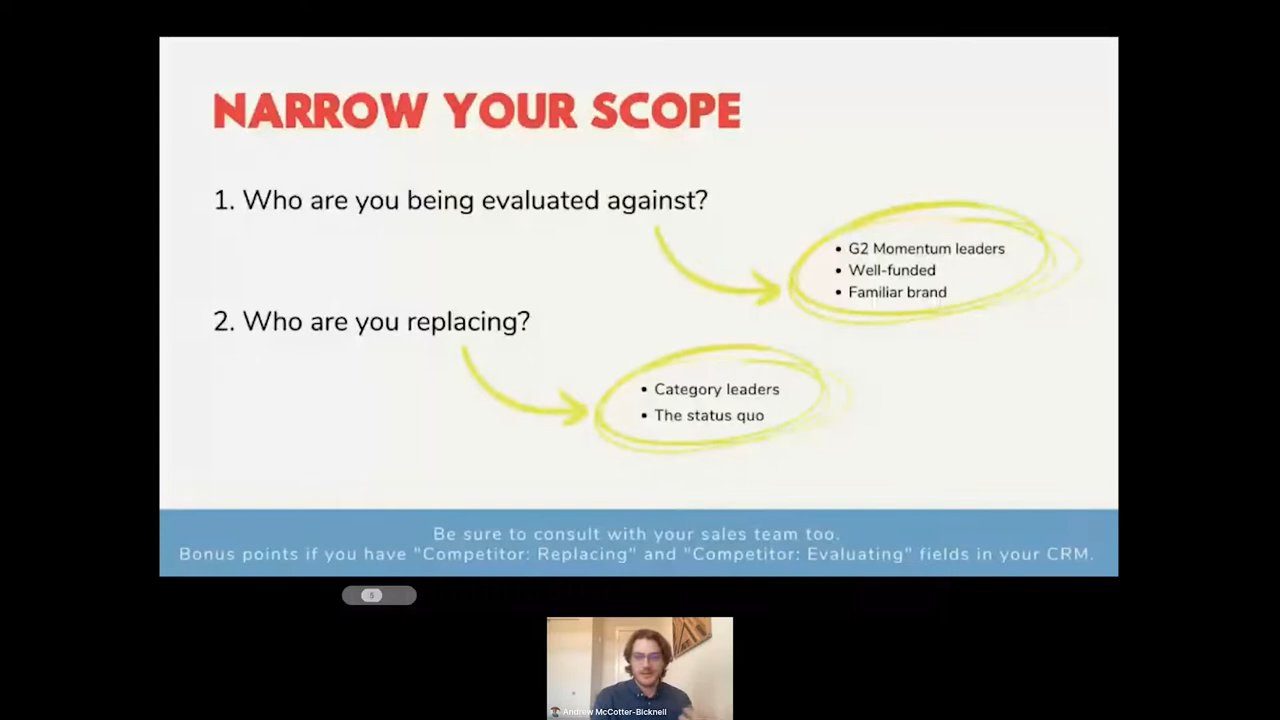 NARROW YOUR SCOPE
1. Who are you being evaluated against?
• G2 Momentum leaders
• Well-funded
• Familiar brand
2. Who are you replacing?
• Category leaders
• The status quo
Be sure to consult with your sales team too.
Bonus points if you have "Competitor: Replacing" and "Competitor: Evaluating" fields in your CRM.
Andrew McCotter-Bicknell